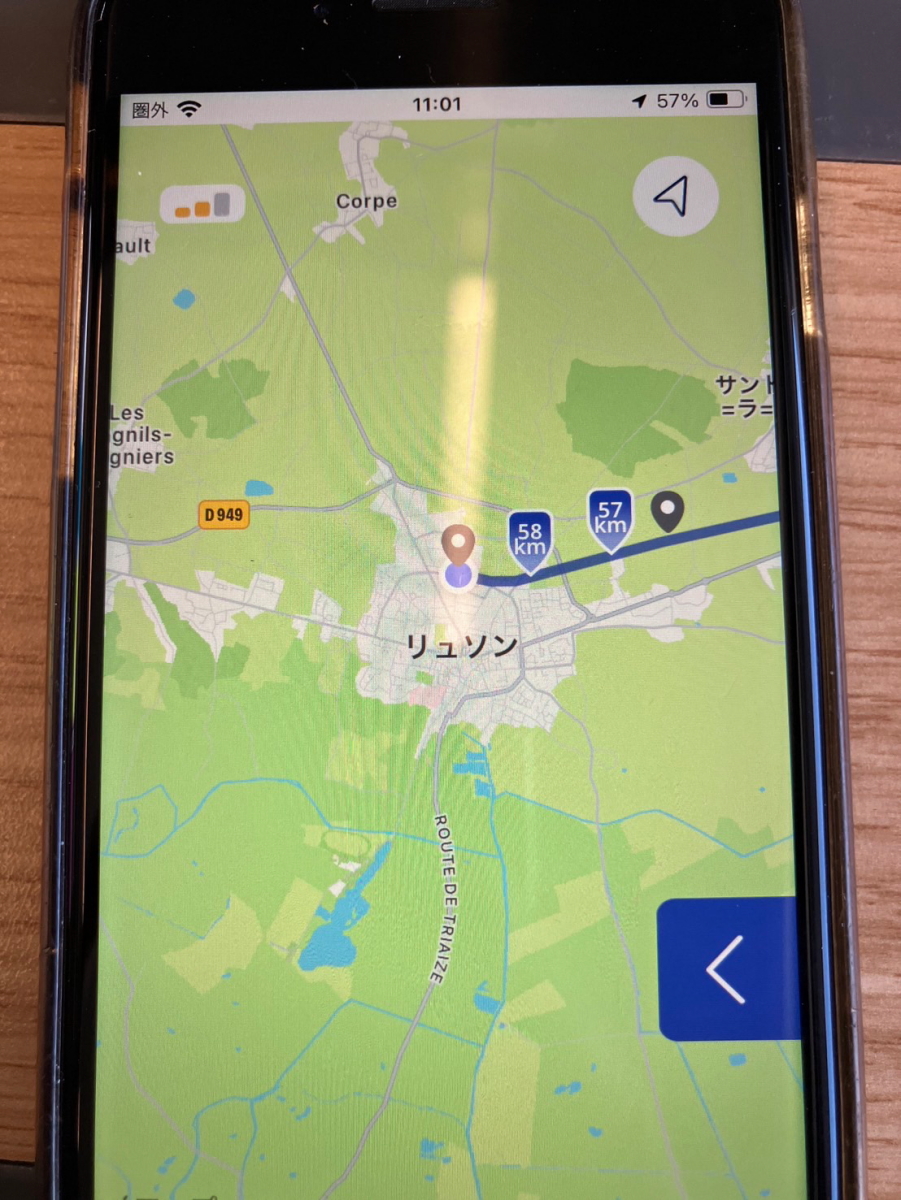 圏外
11:01
57%
Corpe
ault
サント
=ラ=
Les
gnils-
gniers
D 949
57
km
58
km
リュソン
ROUTE DE TRIAIZE